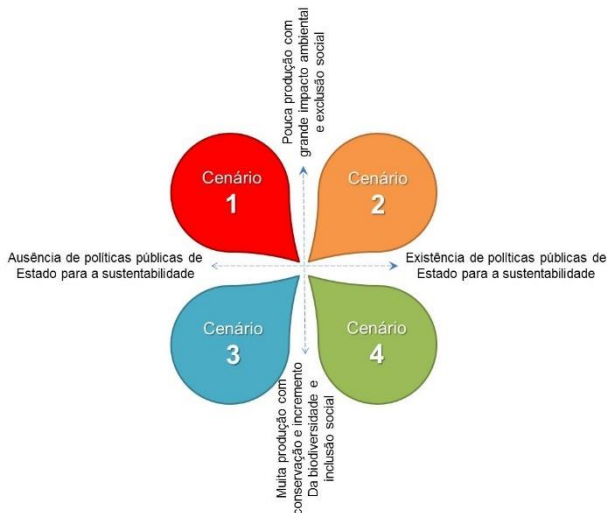 Pouca produção com
grande impacto ambiental
e exclusão social
Cenário
1
Cenário
2
Ausência de políticas públicas de
Estado para a sustentabilidade
Existência de políticas públicas de
Estado para a sustentabilidade
Cenário
3
Cenário
4
Muita produção com
conservação e incremento
Da biodiversidade e
inclusão social